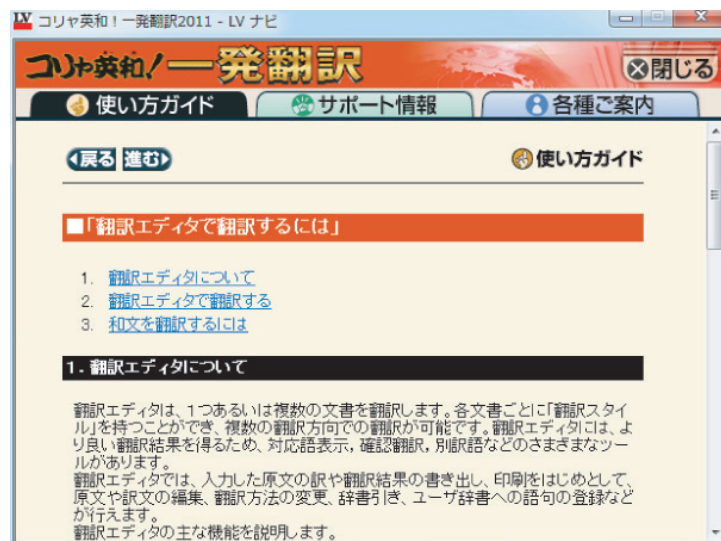 LV コリャ英和！一発翻訳2011 - LV ナビ
コリャ英和！一発翻訳
閉じる
使い方ガイド
サポート情報
各種ご案内
戻る 進む
使い方ガイド
■「翻訳エディタで翻訳するには」
1. 翻訳エディタについて
2. 翻訳エディタで翻訳する
3. 和文を翻訳するには
1. 翻訳エディタについて
翻訳エディタは、1つあるいは複数の文書を翻訳します。各文書ごとに「翻訳スタイ
ル」を持つことができ、複数の翻訳方向での翻訳が可能です。翻訳エディタには、よ
り良い翻訳結果を得るため、対応語表示，確認翻訳，別訳語などのさまざまなツー
ルがあります。
翻訳エディタでは、入力した原文の訳や翻訳結果の書き出し、印刷をはじめとして、
原文や訳文の編集、翻訳方法の変更、辞書引き、ユーザ辞書への語句の登録など
が行えます。
翻訳エディタの主な機能を説明します。